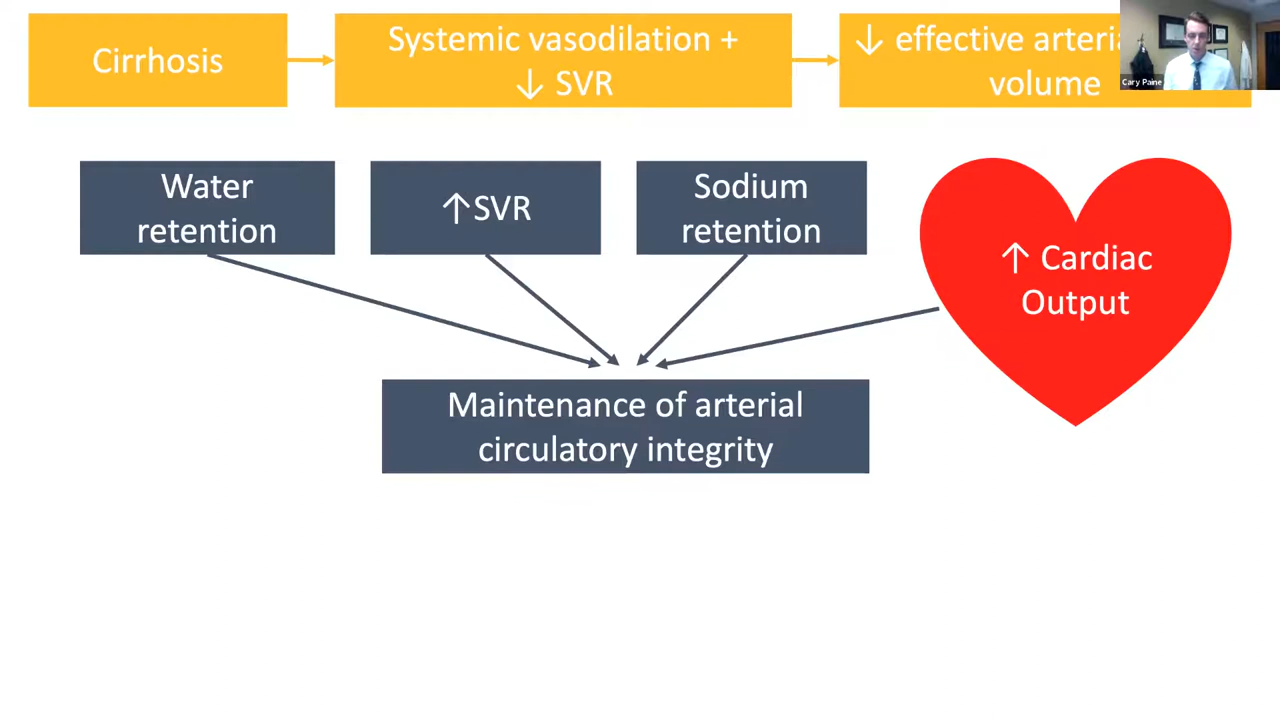 Cirrhosis
Systemic vasodilation +
↓ SVR
↓ effective
volume
Cary Paine
Water
retention
↑SVR
Sodium
retention
↑ Cardiac
Output
Maintenance of arterial
circulatory integrity